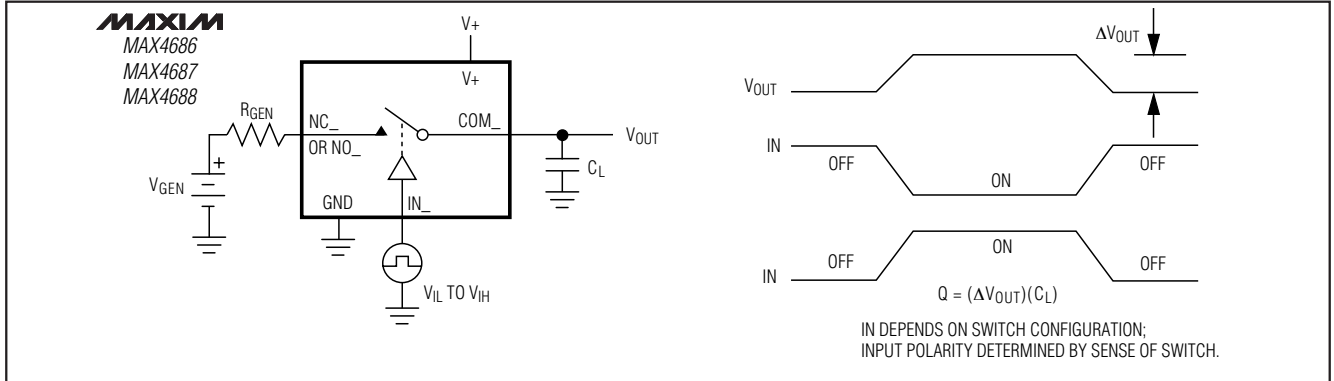 MAXIM
MAX4686
MAX4687
MAX4688
V+
V+
RGEN
NC_
OR NO_
COM_
VOUT
CL
VGEN
+
GND
IN_
VIL TO VIH
ΔVOUT
VOUT
IN
OFF
ON
OFF
IN
OFF
ON
OFF
Q = (ΔVOUT)(CL)
IN DEPENDS ON SWITCH CONFIGURATION;
INPUT POLARITY DETERMINED BY SENSE OF SWITCH.